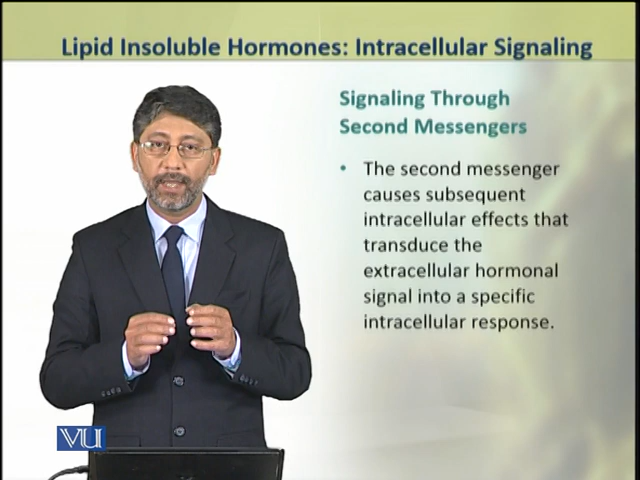 Lipid Insoluble Hormones: Intracellular Signaling
Signaling Through
Second Messengers
• The second messenger
causes subsequent
intracellular effects that
transduce the
extracellular hormonal
signal into a specific
intracellular response.
VU